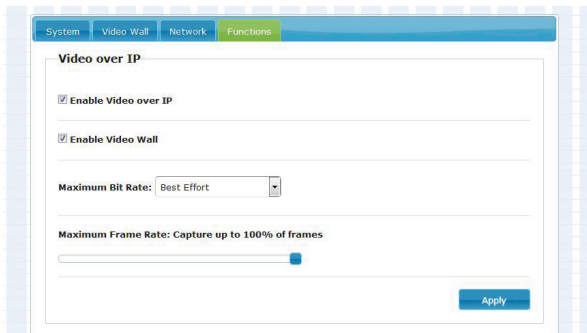 System Video Wall Network Functions
Video over IP
Enable Video over IP
Enable Video Wall
Maximum Bit Rate: Best Effort
Maximum Frame Rate: Capture up to 100% of frames
Apply